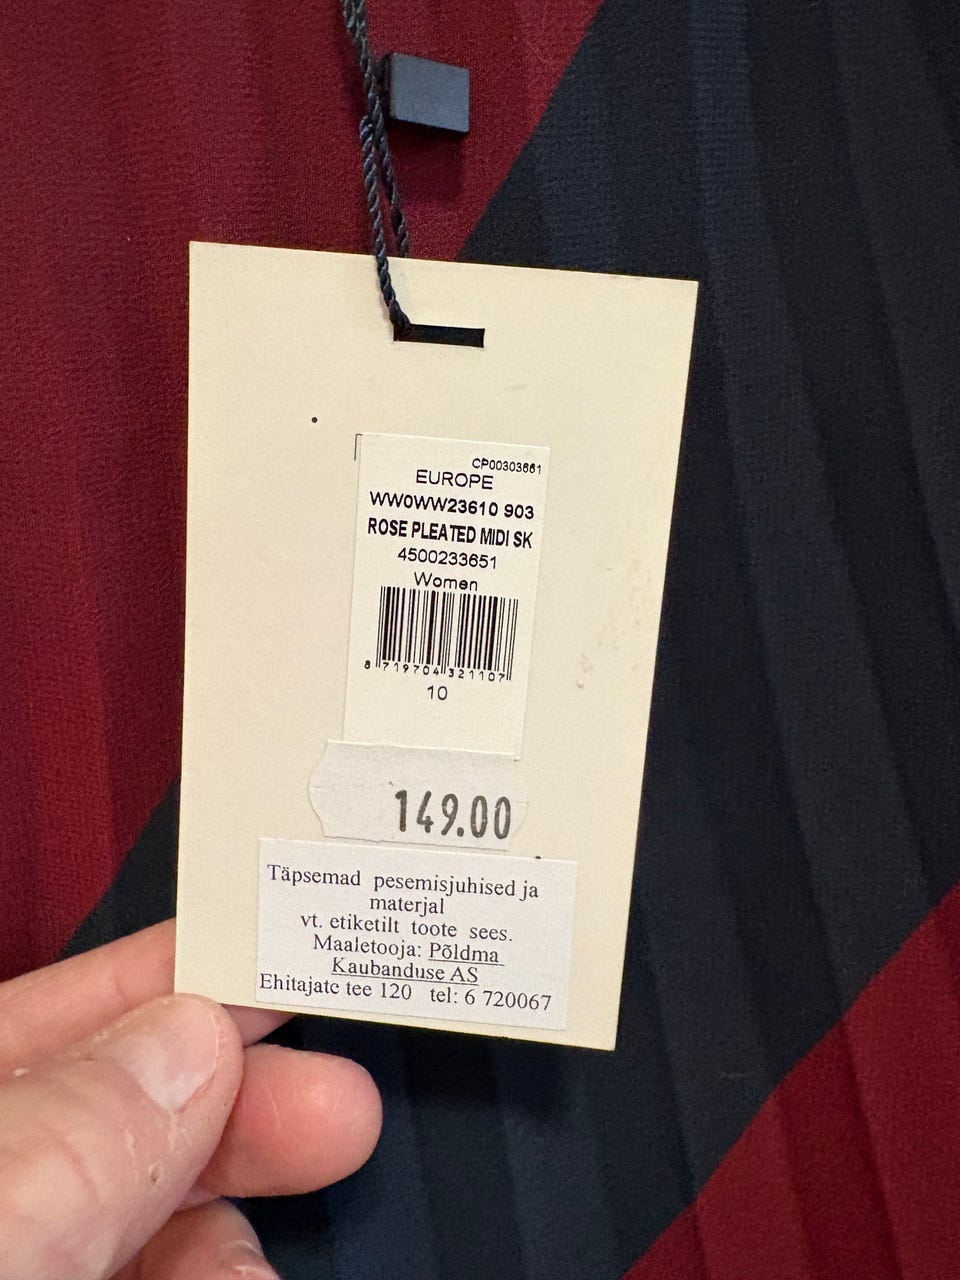 CP00303661
EUROPE
WW0WW23610 903
ROSE PLEATED MIDI SK
4500233651
Women
8 719704 321107
10
149.00
Täpsemad pesemisjuhised ja
materjal
vt. etiketilt toote sees.
Maaletooja: Põldma
Kaubanduse AS
Ehitajate tee 120 tel: 6 720067